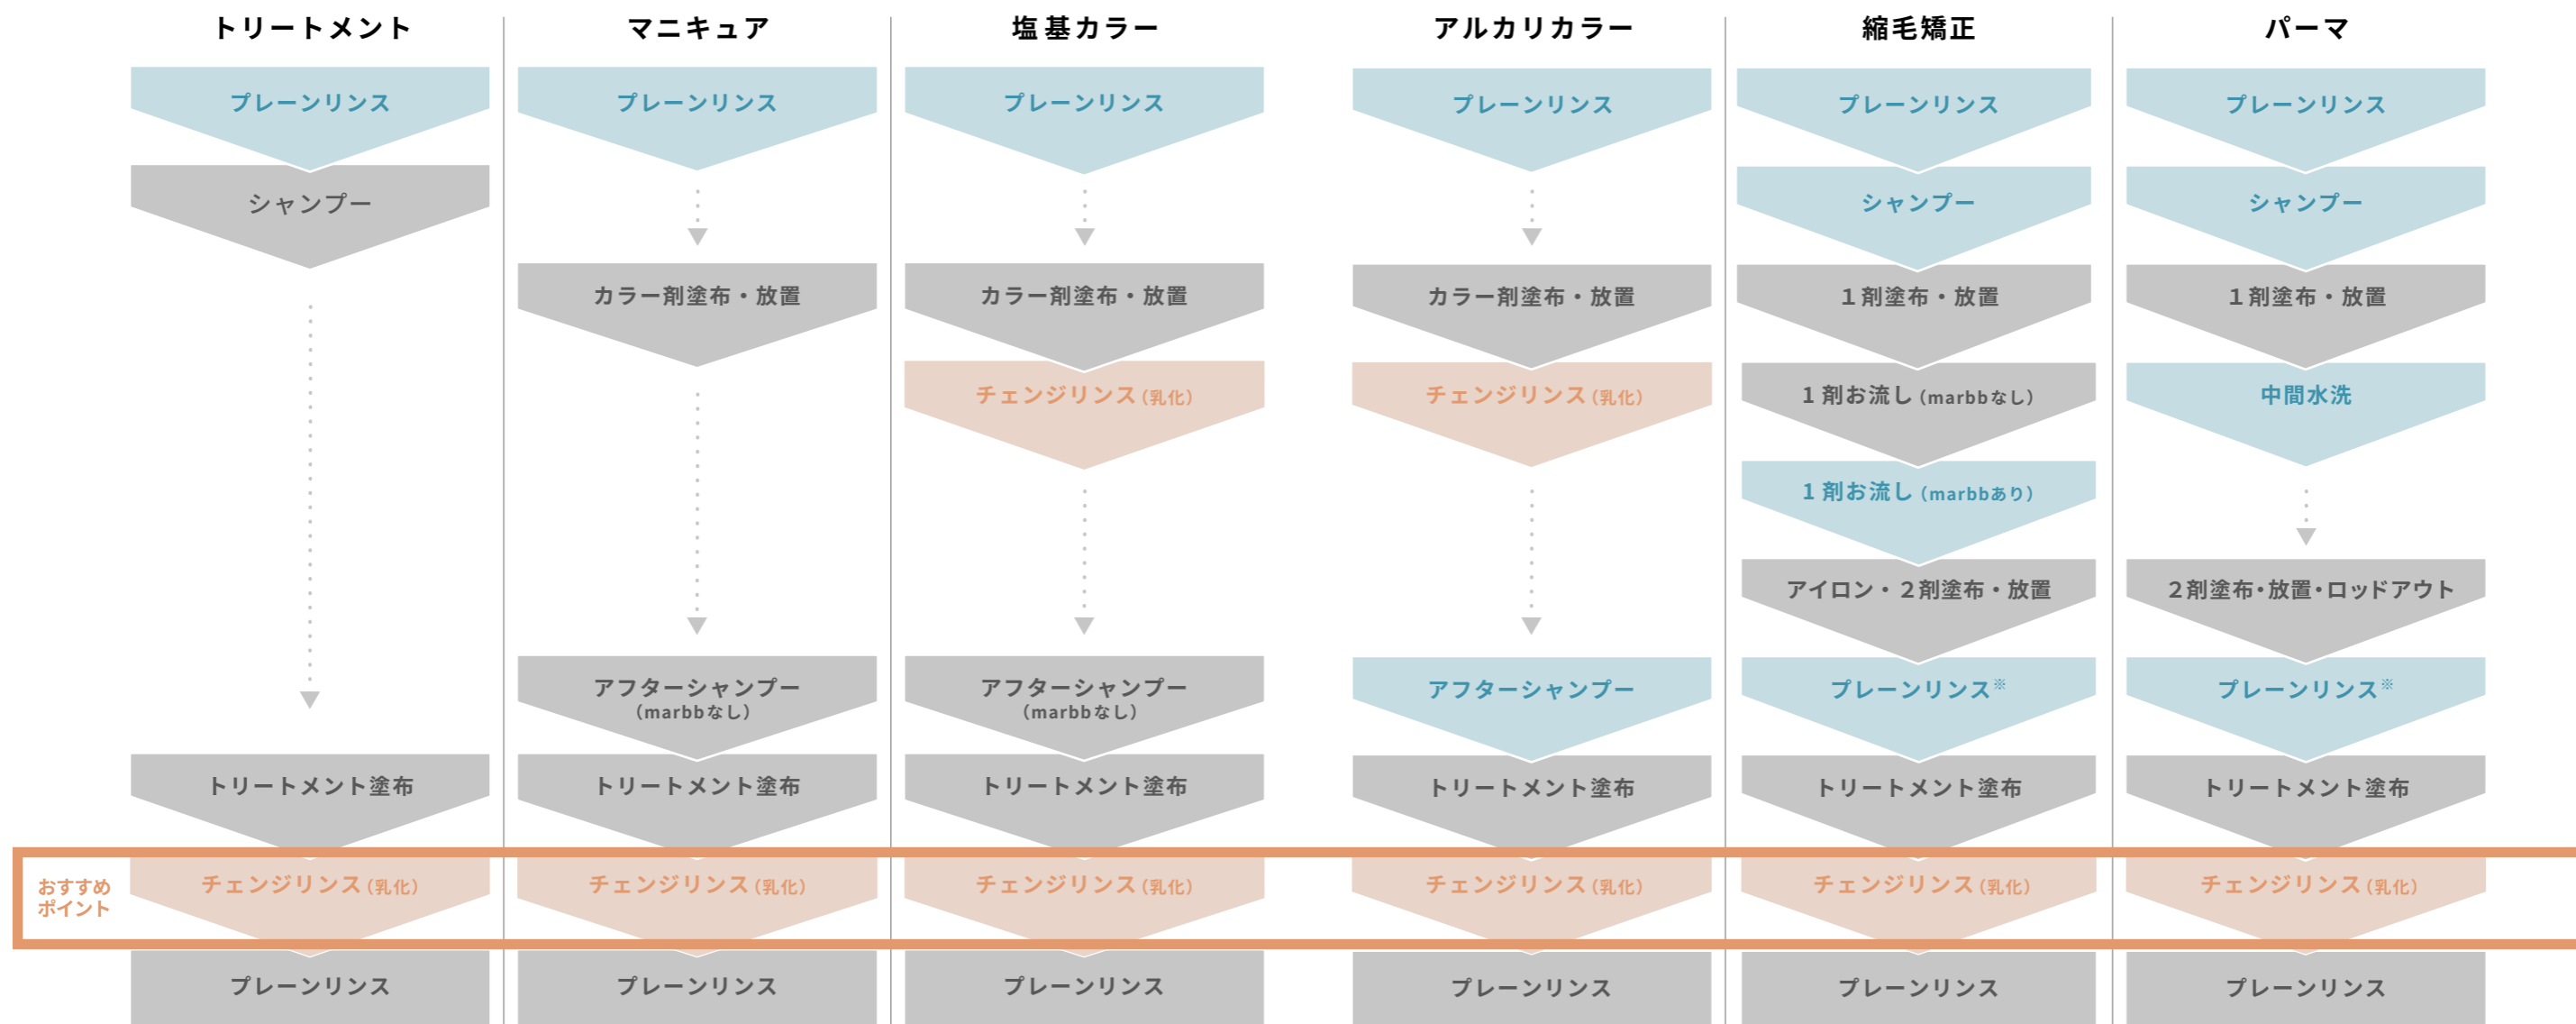 トリートメント
プレーンリンス
シャンプー
トリートメント塗布
チェンジリンス（乳化）
プレーンリンス
マニキュア
プレーンリンス
カラー剤塗布・放置
アフターシャンプー
（marbbなし）
トリートメント塗布
チェンジリンス（乳化）
プレーンリンス
塩基カラー
プレーンリンス
カラー剤塗布・放置
チェンジリンス（乳化）
アフターシャンプー
（marbbなし）
トリートメント塗布
チェンジリンス（乳化）
プレーンリンス
アルカリカラー
プレーンリンス
カラー剤塗布・放置
チェンジリンス（乳化）
アフターシャンプー
トリートメント塗布
チェンジリンス（乳化）
プレーンリンス
縮毛矯正
プレーンリンス
シャンプー
１剤塗布・放置
1 剤お流し（marbbなし）
1 剤お流し（marbbあり）
アイロン・２剤塗布・放置
プレーンリンス※
トリートメント塗布
チェンジリンス（乳化）
プレーンリンス
パーマ
プレーンリンス
シャンプー
１剤塗布・放置
中間水洗
２剤塗布・放置・ロッドアウト
プレーンリンス※
トリートメント塗布
チェンジリンス（乳化）
プレーンリンス
おすすめ
ポイント